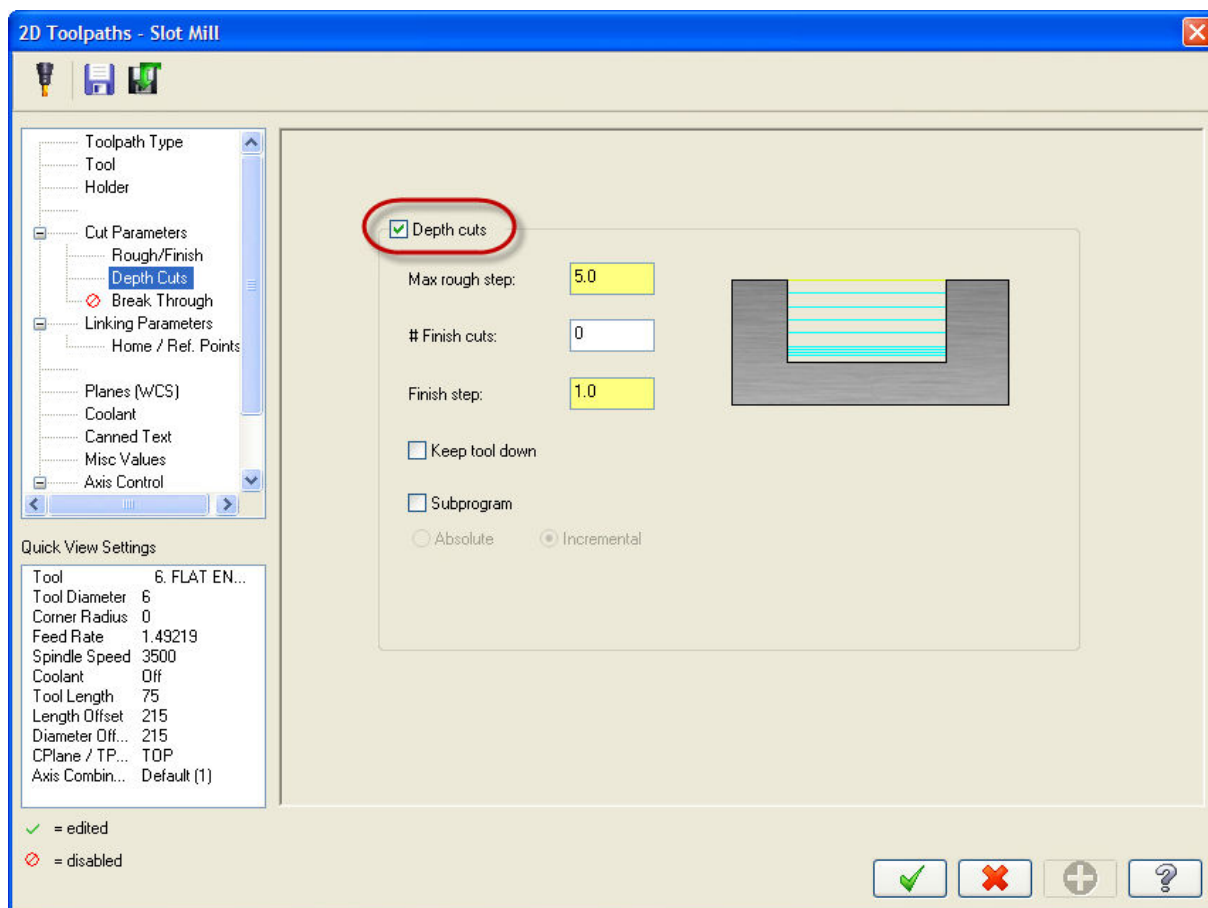 2D Toolpaths - Slot Mill
Toolpath Type
Tool
Holder
Cut Parameters
Rough/Finish
Depth Cuts
Break Through
Linking Parameters
Home / Ref. Points
Planes (WCS)
Coolant
Canned Text
Misc Values
Axis Control
Depth cuts
Max rough step: 5.0
# Finish cuts: 0
Finish step: 1.0
Keep tool down
Subprogram
Absolute Incremental
Quick View Settings
Tool 6. FLAT EN...
Tool Diameter 6
Corner Radius 0
Feed Rate 1.49219
Spindle Speed 3500
Coolant Off
Tool Length 75
Length Offset 215
Diameter Off... 215
CPlane / TP... TOP
Axis Combin... Default (1)
= edited
= disabled